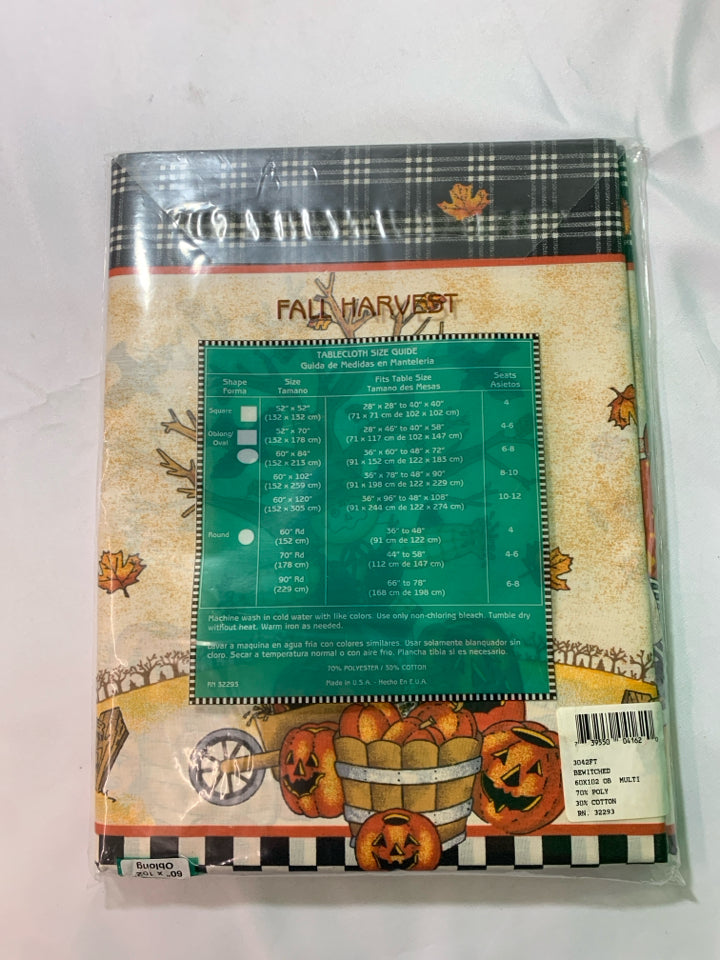 FALL HARVEST
TABLECLOTH SIZE GUIDE
Guida de Medidas en Manteleria
Shape Size Fits Table Size Seats
Forma Tamano Tamano des Mesas Asietos
Square 52" x 52" 28" x 28" to 40" x 40" 4
(132 x 132 cm) (71 x 71 cm de 102 x 102 cm)
Oblong/ 52" x 70" 28" x 46" to 40" x 58" 4-6
Oval (132 x 178 cm) (71 x 117 cm de 102 x 147 cm)
60" x 84" 36" x 60" to 48" x 72" 6-8
(152 x 213 cm) (91 x 152 cm de 122 x 183 cm)
60" x 102" 36" x 78" to 48" x 90" 8-10
(152 x 259 cm) (91 x 198 cm de 122 x 229 cm)
60" x 120" 36" x 96" to 48" x 108" 10-12
(152 x 305 cm) (91 x 244 cm de 122 x 274 cm)
Round 60" Rd 36" to 48" 4
(152 cm) (91 cm de 122 cm)
70" Rd 44" to 58" 4-6
(178 cm) (112 cm de 147 cm)
90" Rd 66" to 78" 6-8
(229 cm) (168 cm de 198 cm)
Machine wash in cold water with like colors. Use only non-chloring bleach. Tumble dry
without heat. Warm iron as needed.
Lavar a maquina en agua fria con colores similares. Usar solamente blanquador sin
cloro. Secar a temperatura normal o con aire frio. Plancha tibia si es necesario.
70% POLYESTER / 30% COTTON
RN 32293 Made in U.S.A. - Hecho En E.U.A.
7 39550 04162 0
3042FT
BEWITCHED
60X102 OB MULTI
70% POLY
30% COTTON
RN. 32293
60" x 102"
Oblong